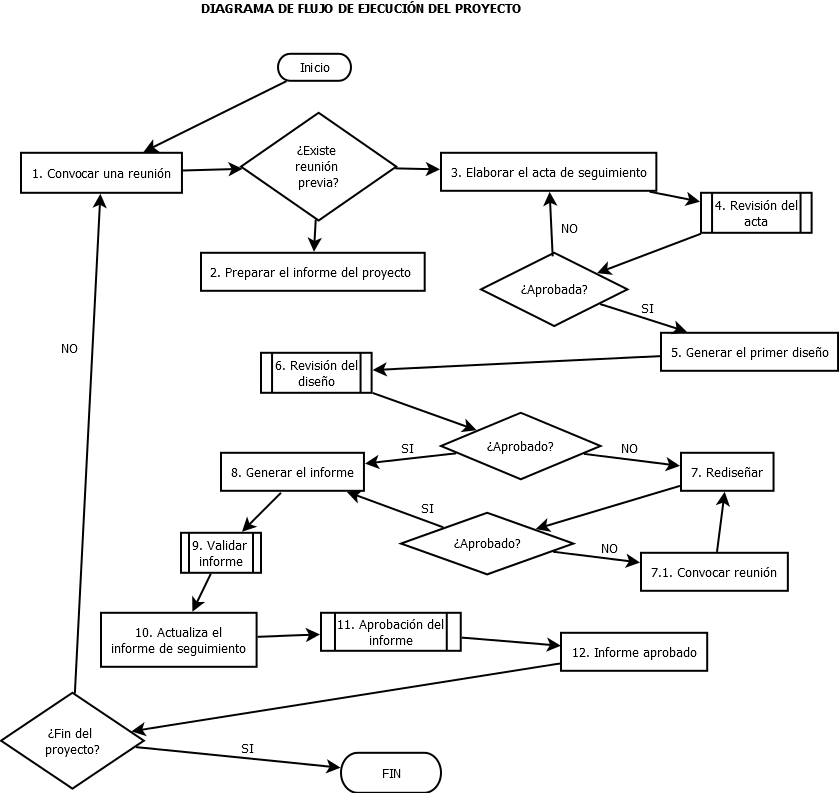 DIAGRAMA DE FLUJO DE EJECUCIÓN DEL PROYECTO
Inicio
1. Convocar una reunión
¿Existe
reunión
previa?
3. Elaborar el acta de seguimiento
4. Revisión del
acta
2. Preparar el informe del proyecto
NO
¿Aprobada?
SI
5. Generar el primer diseño
NO
6. Revisión del
diseño
¿Aprobado?
SI
NO
8. Generar el informe
7. Rediseñar
SI
¿Aprobado?
NO
9. Validar
informe
7.1. Convocar reunión
10. Actualiza el
informe de seguimiento
11. Aprobación del
informe
12. Informe aprobado
¿Fin del
proyecto?
SI
FIN